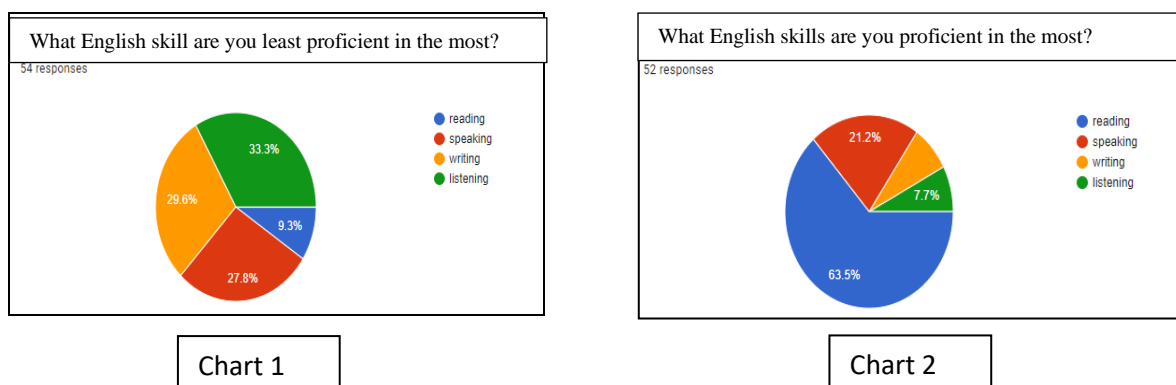 What English skill are you least proficient in the most?
54 responses
33.3%
29.6%
9.3%
27.8%
reading
speaking
writing
listening
Chart 1
What English skills are you proficient in the most?
52 responses
21.2%
7.7%
63.5%
reading
speaking
writing
listening
Chart 2